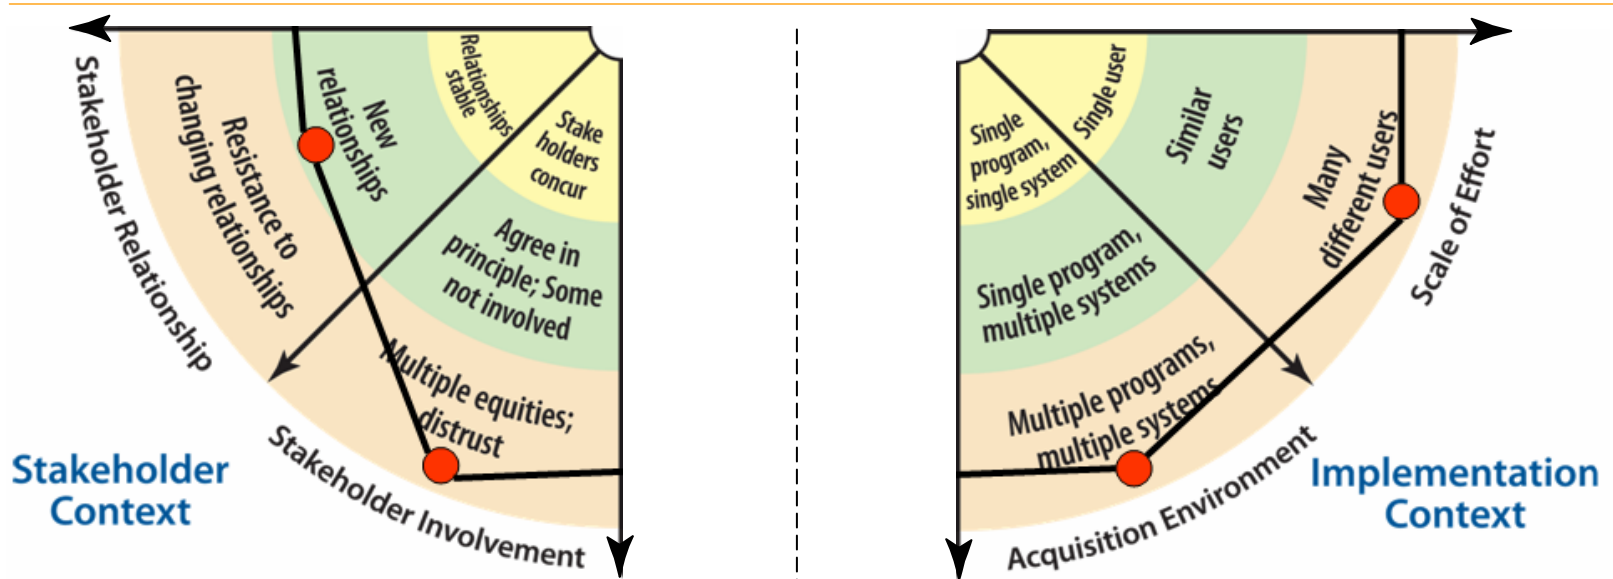 Stakeholder Relationship
Resistance to
changing relationships
New
relationships
Relationships
stable
Stake
holders
concur
Agree in
principle; Some
not involved
Multiple equities;
distrust
Stakeholder Involvement
Stakeholder
Context
Single
program,
single system
Single user
Similar
users
Many
different users
Scale of Effort
Single program,
multiple systems
Multiple programs,
multiple systems
Acquisition Environment
Implementation
Context